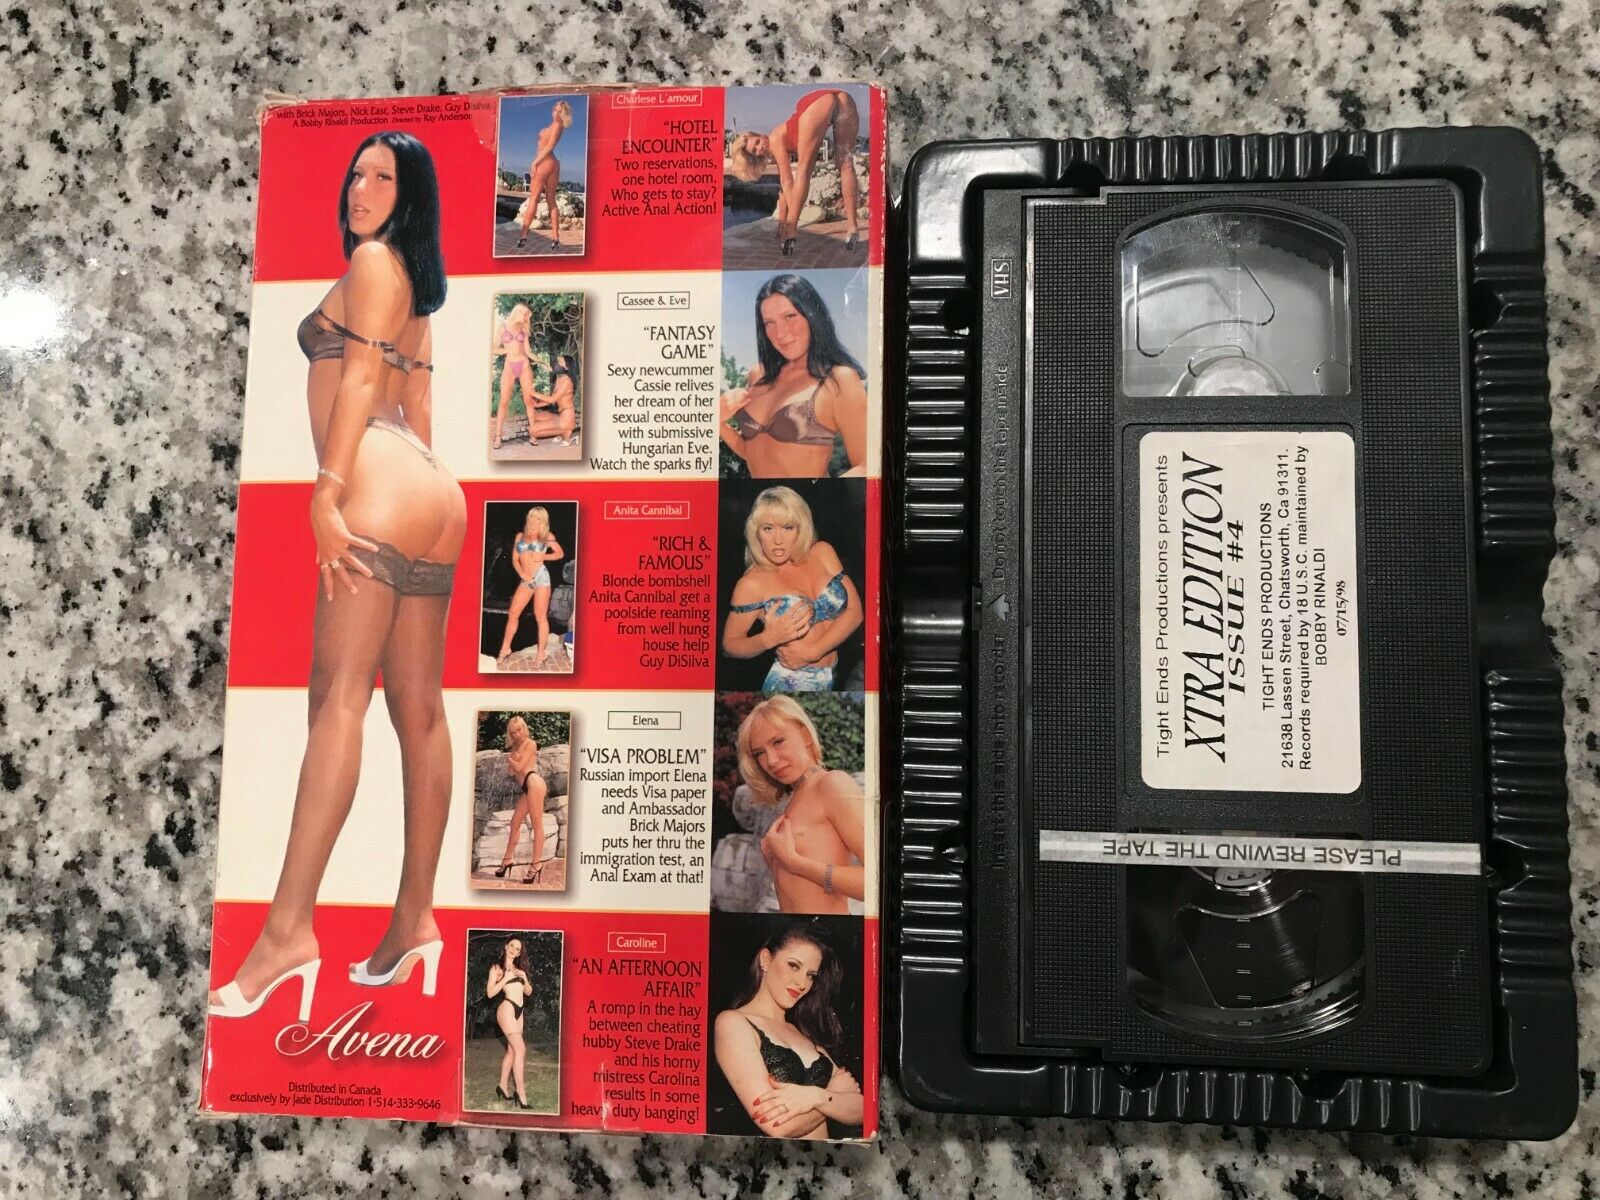 with Brick Majors, Nick East, Steve Drake, Guy Disilva
A Bobby Rinaldi Production Directed by Ray Anderson
Charlese L'amour
"HOTEL
ENCOUNTER"
Two reservations,
one hotel room.
Who gets to stay?
Active Anal Action!
Cassee & Eve
"FANTASY
GAME"
Sexy newcummer
Cassie relives
her dream of her
sexual encounter
with submissive
Hungarian Eve.
Watch the sparks fly!
Anita Cannibal
"RICH &
FAMOUS"
Blonde bombshell
Anita Cannibal get a
poolside reaming
from well hung
house help
Guy DiSilva
Elena
"VISA PROBLEM"
Russian import Elena
needs Visa paper
and Ambassador
Brick Majors
puts her thru the
immigration test, an
Anal Exam at that!
Caroline
"AN AFTERNOON
AFFAIR"
A romp in the hay
between cheating
hubby Steve Drake
and his horny
mistress Carolina
results in some
heavy duty banging!
Avena
Distributed in Canada
exclusively by Jade Distribution 1•514•333•9646
VHS
Insert this side into recorder Do not touch the tape inside
Tight Ends Productions presents
XTRA EDITION
ISSUE #4
TIGHT ENDS PRODUCTIONS
21638 Lassen Street, Chatsworth, Ca 91311.
Records required by 18 U.S.C. maintained by
BOBBY RINALDI
07/15/98
PLEASE REWIND THE TAPE